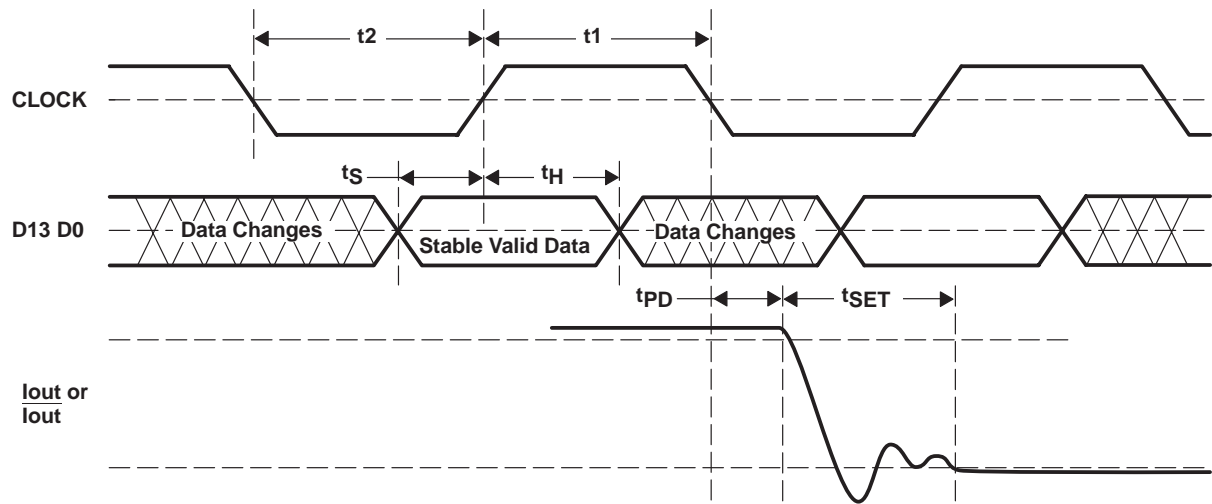 t2
t1
CLOCK
tS
tH
D13 D0
Data Changes
Stable Valid Data
Data Changes
tPD
tSET
Iout or
Iout